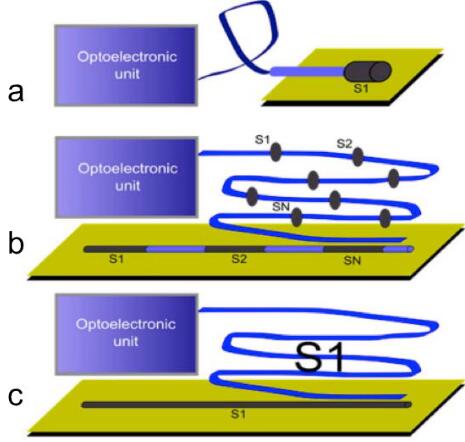 Optoelectronic
unit
S1
a
Optoelectronic
unit
S1
S2
SN
b
S1
S2
SN
Optoelectronic
unit
S1
c
S1